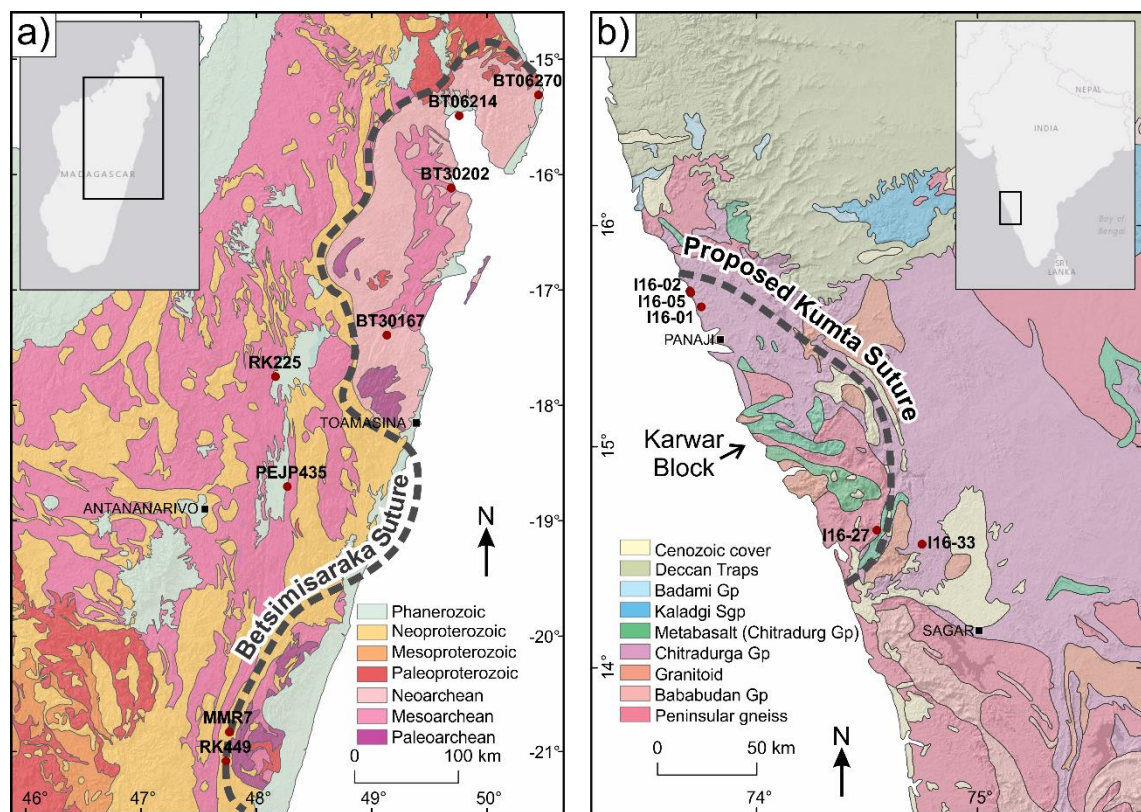 a)
MADAGASCAR
BT06270
BT06214
BT30202
BT30167
RK225
TOAMASINA
PEJP435
ANTANANARIVO
Betsimisaraka Suture
MMR7
RK449
N
Phanerozoic
Neoproterozoic
Mesoproterozoic
Paleoproterozoic
Neoarchean
Mesoarchean
Paleoarchean
0 100 km
-15
-16
-17
-18
-19
-20
-21
46° 47° 48° 49° 50°
b)
NEPAL
INDIA
Bay of
Bengal
SRI
LANKA
Proposed Kumta Suture
I16-02
I16-05
I16-01
PANAJI
Karwar
Block
I16-27
I16-33
SAGAR
Cenozoic cover
Deccan Traps
Badami Gp
Kaladgi Sgp
Metabasalt (Chitradurg Gp)
Chitradurga Gp
Granitoid
Bababudan Gp
Peninsular gneiss
0 50 km
N
16°
15°
14°
74° 75°